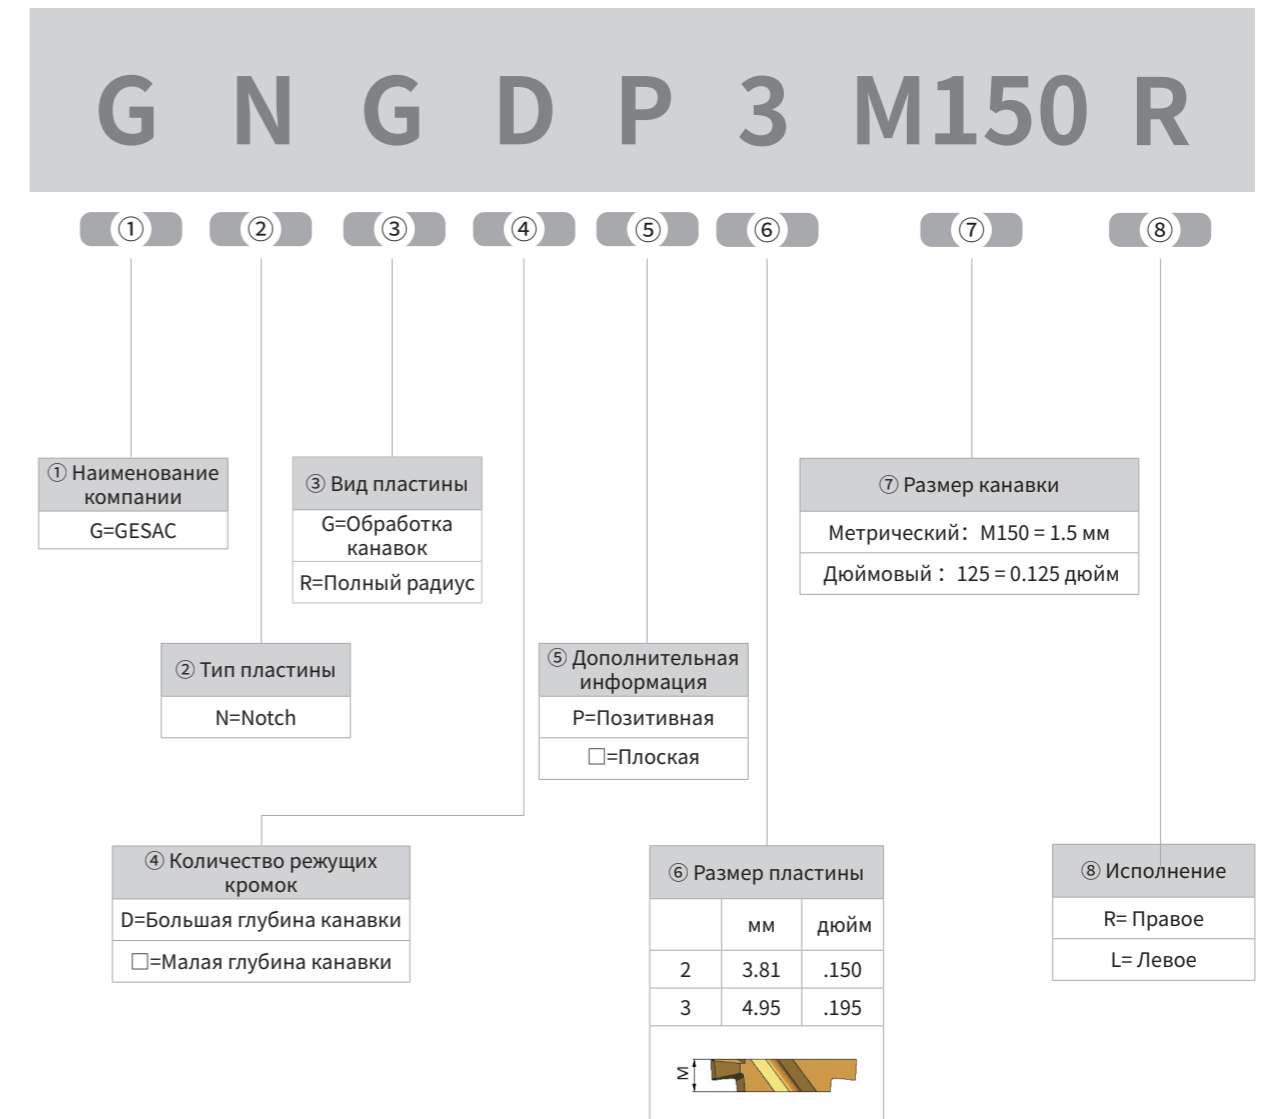 G N G D P 3 M150 R
① ② ③ ④ ⑤ ⑥ ⑦ ⑧
① Наименование
компании
G=GESAC
③ Вид пластины
G=Обработка
канавок
R=Полный радиус
⑦ Размер канавки
Метрический: M150 = 1.5 мм
Дюймовый : 125 = 0.125 дюйм
② Тип пластины
N=Notch
⑤ Дополнительная
информация
P=Позитивная
□=Плоская
④ Количество режущих
кромок
D=Большая глубина канавки
□=Малая глубина канавки
⑥ Размер пластины
мм дюйм
2 3.81 .150
3 4.95 .195
M
⑧ Исполнение
R= Правое
L= Левое